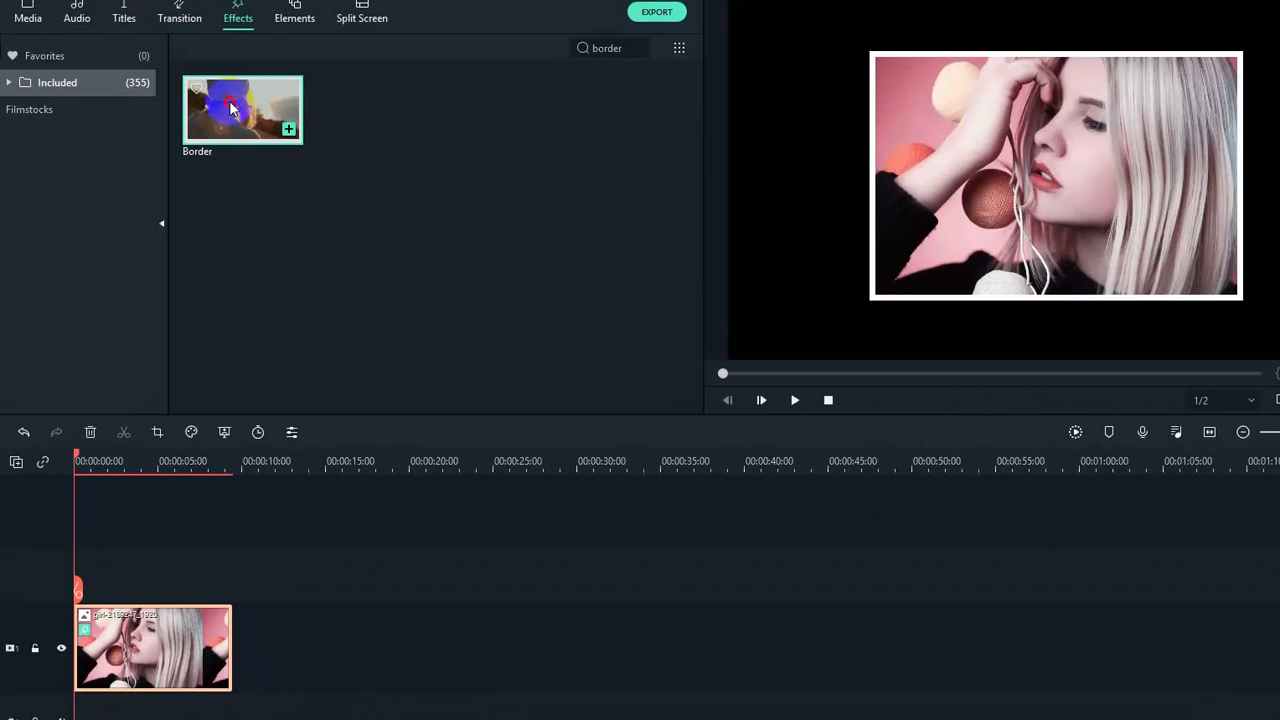 Media Audio Titles Transition Effects Elements Split Screen EXPORT
Favorites (0) border
Included (355)
Filmstocks
Border
1/2
00:00:00:00 00:00:05:00 00:00:10:00 00:00:15:00 00:00:20:00 00:00:25:00 00:00:30:00 00:00:35:00 00:00:40:00 00:00:45:00 00:00:50:00 00:00:55:00 00:01:00:00 00:01:05:00
1